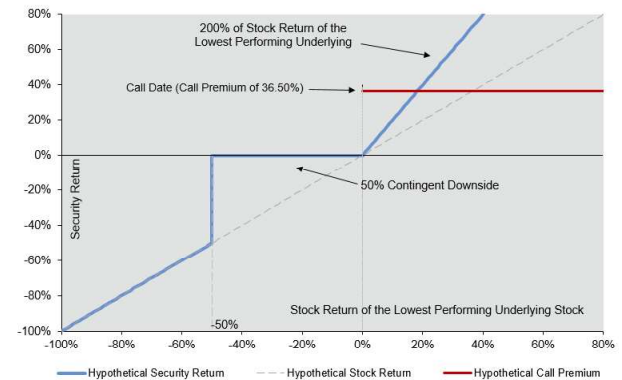 80%
60%
40%
20%
0%
-20%
-40%
-60%
-80%
-100%
Security Return
200% of Stock Return of the
Lowest Performing Underlying
Call Date (Call Premium of 36.50%)
50% Contingent Downside
Stock Return of the Lowest Performing Underlying Stock
-50%
-100% -80% -60% -40% -20% 0% 20% 40% 60% 80%
Hypothetical Security Return Hypothetical Stock Return Hypothetical Call Premium